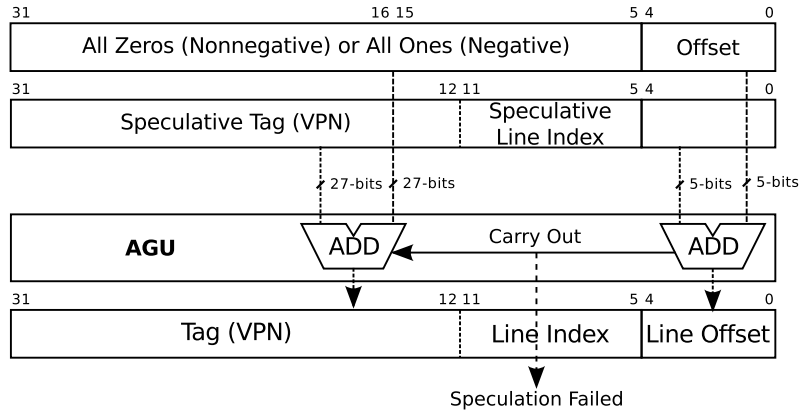 31 16 15 5 4 0
All Zeros (Nonnegative) or All Ones (Negative) Offset
31 12 11 5 4 0
Speculative Tag (VPN)
Speculative
Line Index
27-bits 27-bits 5-bits 5-bits
AGU ADD Carry Out ADD
31 12 11 5 4 0
Tag (VPN) Line Index Line Offset
Speculation Failed